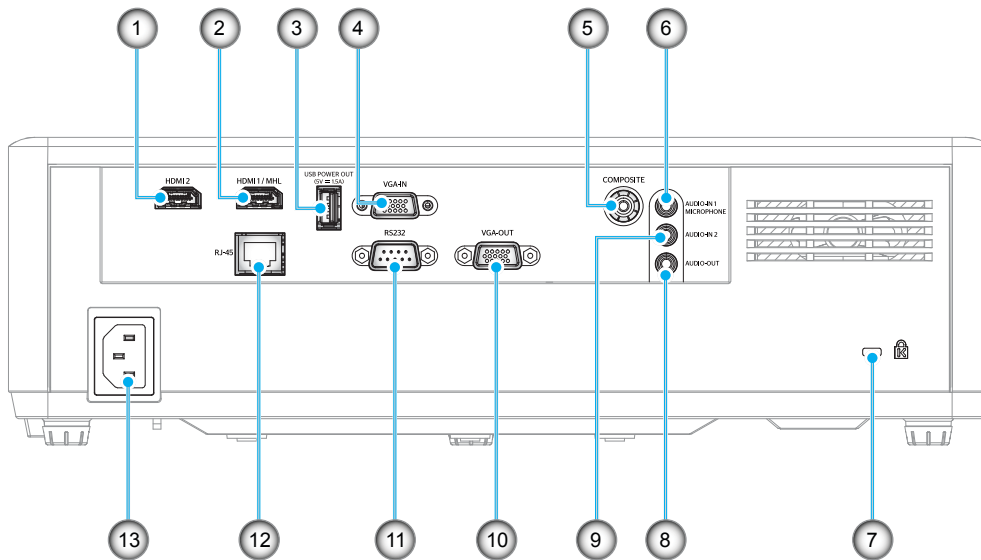 1
2
3
4
5
6
HDMI 2
HDMI 1 / MHL
USB POWER OUT
(5V ⎓ 1.5A)
VGA-IN
COMPOSITE
AUDIO-IN 1
MICROPHONE
AUDIO-IN 2
AUDIO-OUT
RJ-45
RS232
VGA-OUT
K
13
12
11
10
9
8
7